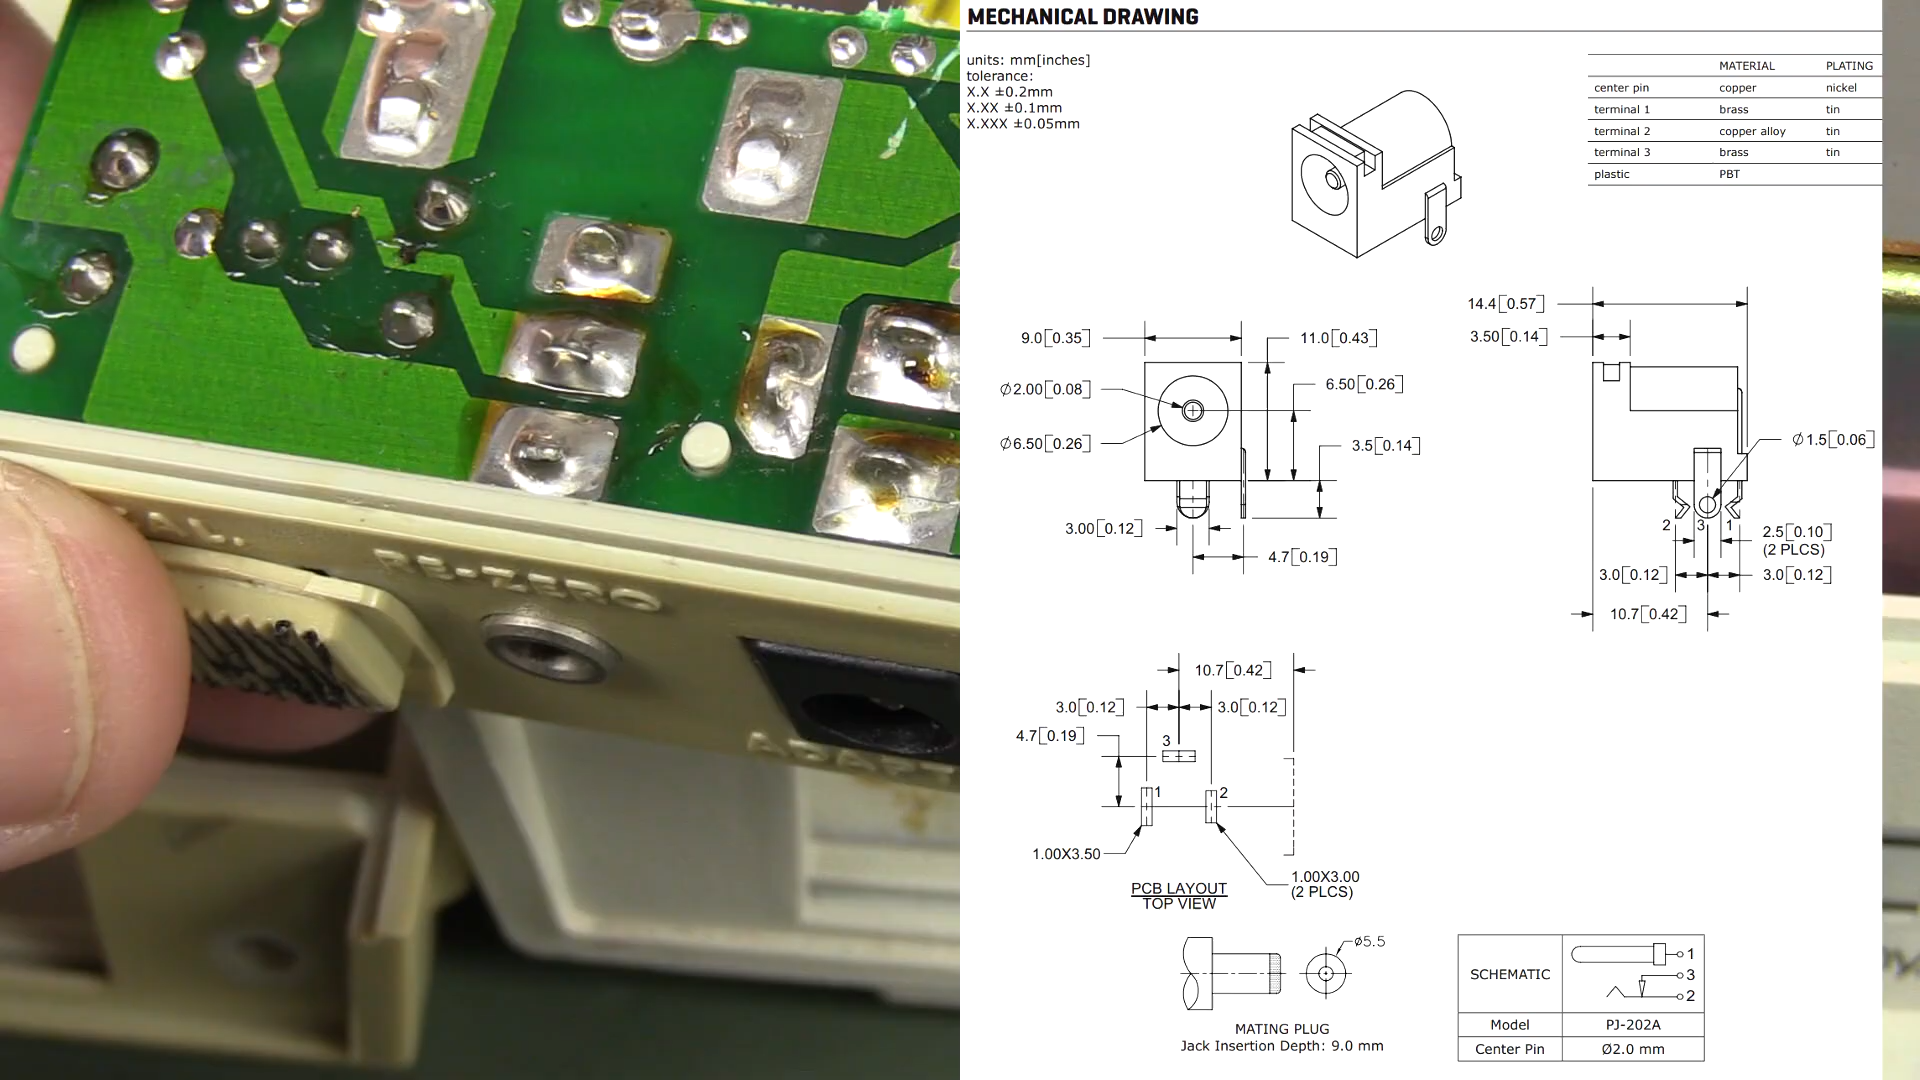 MECHANICAL DRAWING
units: mm[inches]
tolerance:
X.X ±0.2mm
X.XX ±0.1mm
X.XXX ±0.05mm
MATERIAL PLATING
center pin copper nickel
terminal 1 brass tin
terminal 2 copper alloy tin
terminal 3 brass tin
plastic PBT
14.4[0.57]
3.50[0.14]
9.0[0.35]
11.0[0.43]
6.50[0.26]
∅2.00[0.08]
∅6.50[0.26]
3.5[0.14]
∅1.5[0.06]
3.00[0.12]
4.7[0.19]
2 3 1
2.5[0.10]
(2 PLCS)
3.0[0.12]
3.0[0.12]
10.7[0.42]
10.7[0.42]
3.0[0.12]
3.0[0.12]
4.7[0.19]
3
1
2
1.00X3.50
1.00X3.00
(2 PLCS)
PCB LAYOUT
TOP VIEW
∅5.5
MATING PLUG
Jack Insertion Depth: 9.0 mm
SCHEMATIC
1
3
2
Model PJ-202A
Center Pin Ø2.0 mm
AL.
RE-ZERO